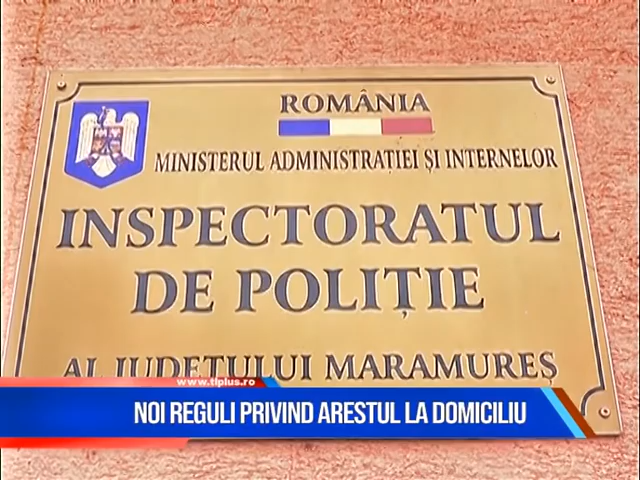 ROMÂNIA
MINISTERUL ADMINISTRAȚIEI ȘI INTERNELOR
INSPECTORATUL
DE POLIȚIE
AL JUDEȚULUI MARAMUREȘ
www.tlplus.ro
NOI REGULI PRIVIND ARESTUL LA DOMICILIU